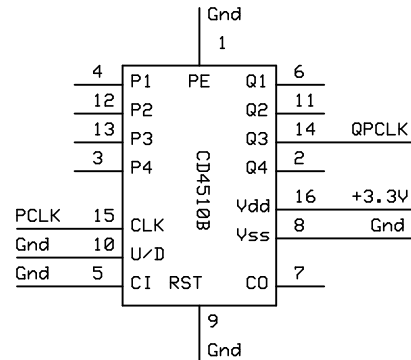 Gnd
1
4 P1 PE Q1 6
12 P2 Q2 11
13 P3 Q3 14 QPCLK
3 P4 Q4 2
CD4510B
Vdd 16 +3.3V
PCLK 15 CLK Vss 8 Gnd
Gnd 10 U/D
Gnd 5 CI RST CO 7
9
Gnd